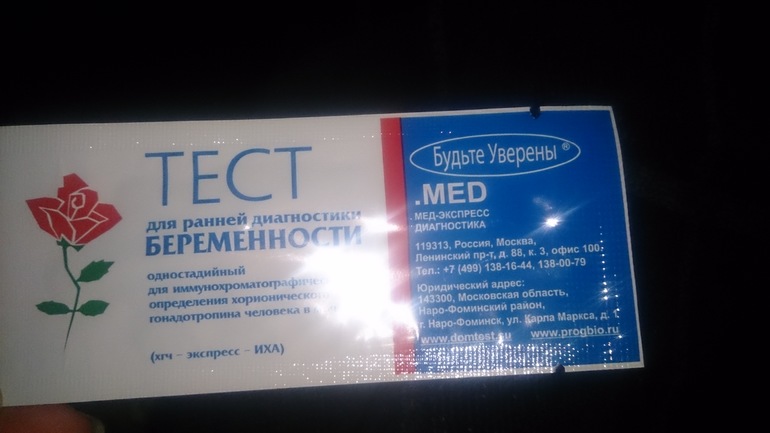 ТЕСТ
для ранней диагностики
БЕРЕМЕННОСТИ
одностадийный
для
определения хорионического
гонадотропина человека в
(хгч – экспресс – ИХА)
Будьте Уверены ®
.MED
МЕД-ЭКСПРЕСС
ДИАГНОСТИКА
119313, Россия, Москва,
Ленинский пр-т, д. 88, к. 3, офис 100
Тел.: +7 (499) 138-16-44, 138-00-79
Юридический адрес:
143300, Московская область,
Наро-Фоминский район,
г. Наро-Фоминск, ул. Карла Маркса, д. 1
www.domtest.ru www.progbio.ru